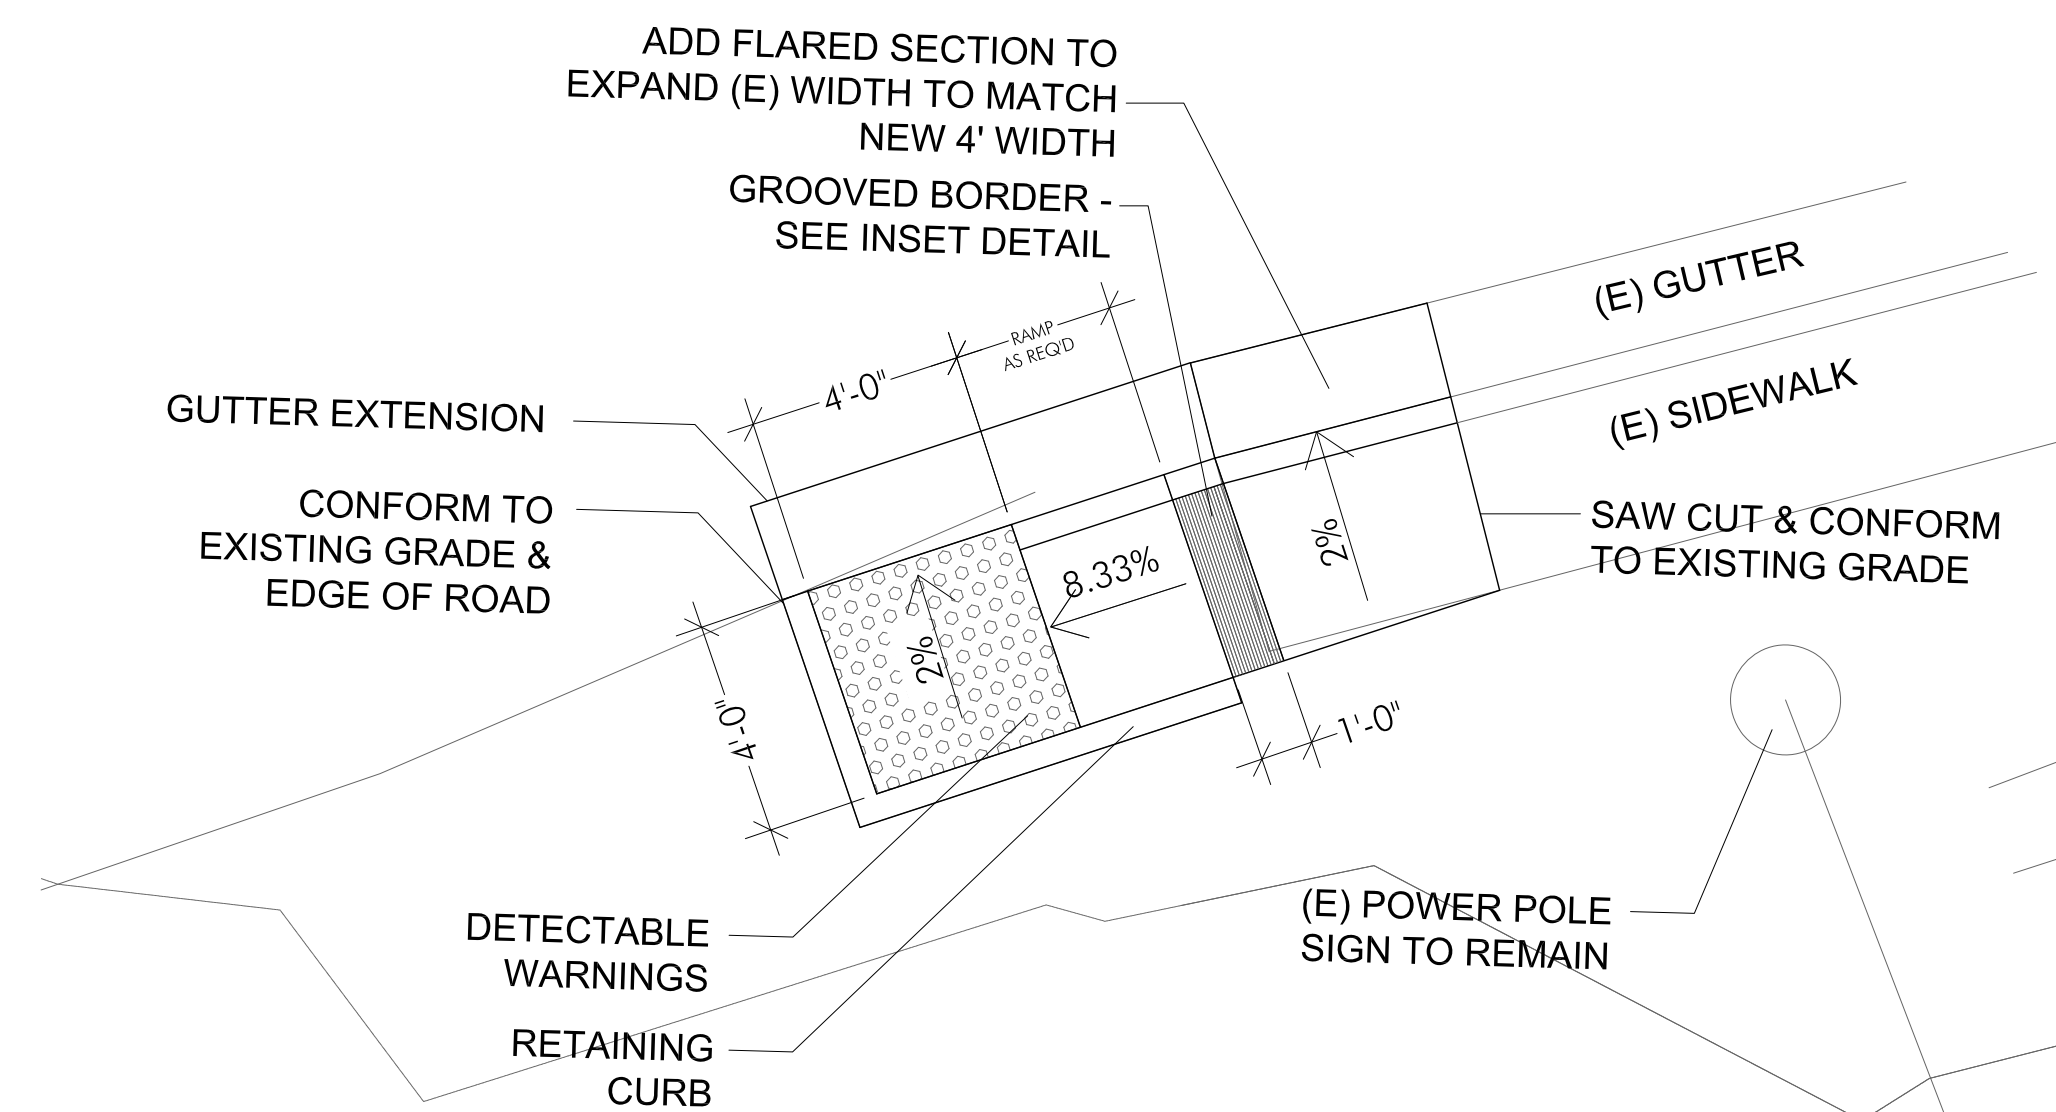 ADD FLARED SECTION TO
EXPAND (E) WIDTH TO MATCH
NEW 4' WIDTH
GROOVED BORDER -
SEE INSET DETAIL
(E) GUTTER
RAMP
AS REQ'D
4'-0"
(E) SIDEWALK
GUTTER EXTENSION
CONFORM TO
EXISTING GRADE &
EDGE OF ROAD
SAW CUT & CONFORM
TO EXISTING GRADE
2%
8.33%
2%
4'-0"
1'-0"
(E) POWER POLE
SIGN TO REMAIN
DETECTABLE
WARNINGS
RETAINING
CURB